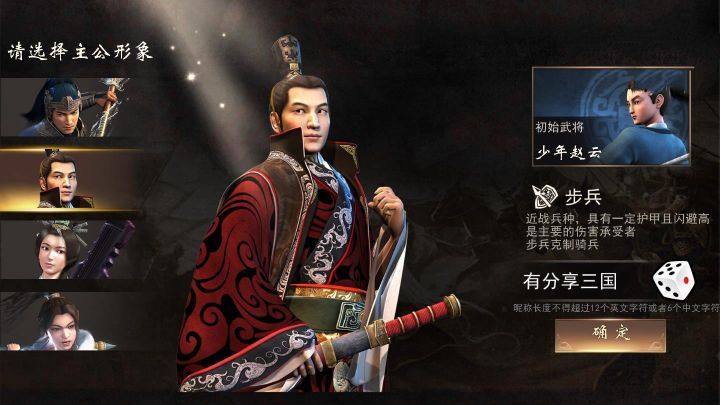 请选择主公形象
初始武将
少年赵云
步兵
近战兵种，具有一定护甲且闪避高
是主要的伤害承受者
步兵克制骑兵
有分享三国
昵称长度不得超过12个英文字符或者6个中文字符
确定